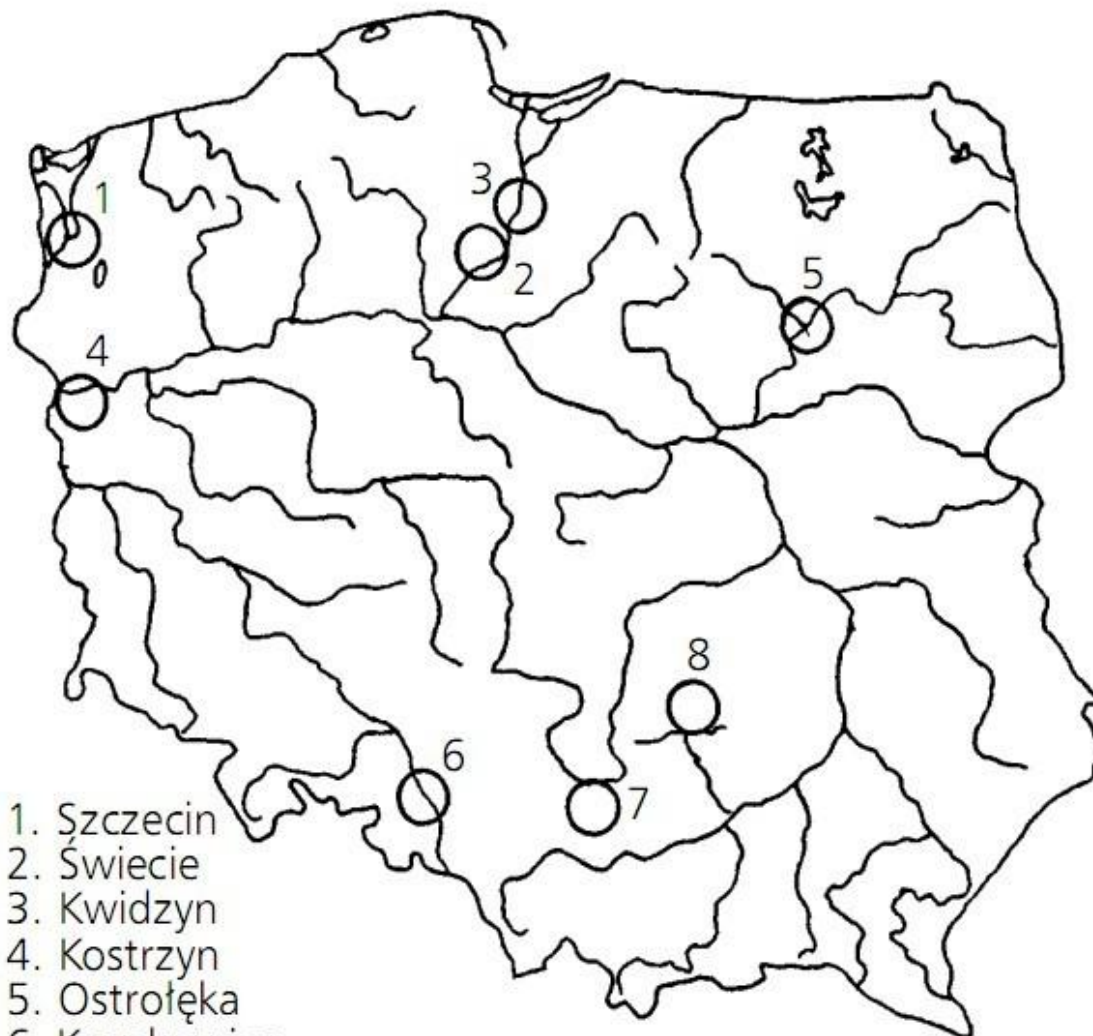 1
3
2
5
4
8
6
7
1. Szczecin
2. Świecie
3. Kwidzyn
4. Kostrzyn
5. Ostrołęka